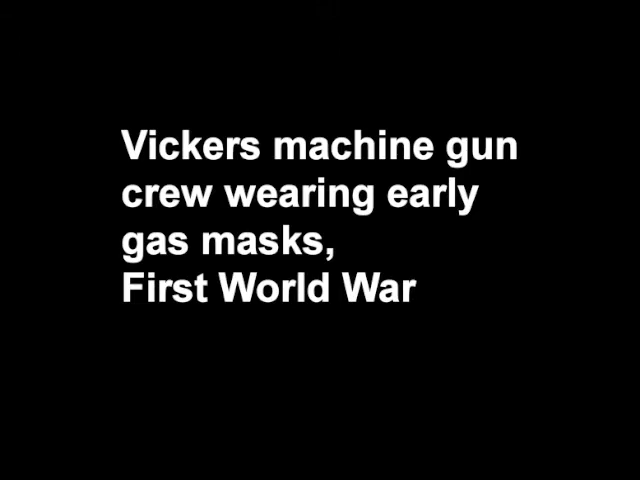 Vickers machine gun
crew wearing early
gas masks,
First World War